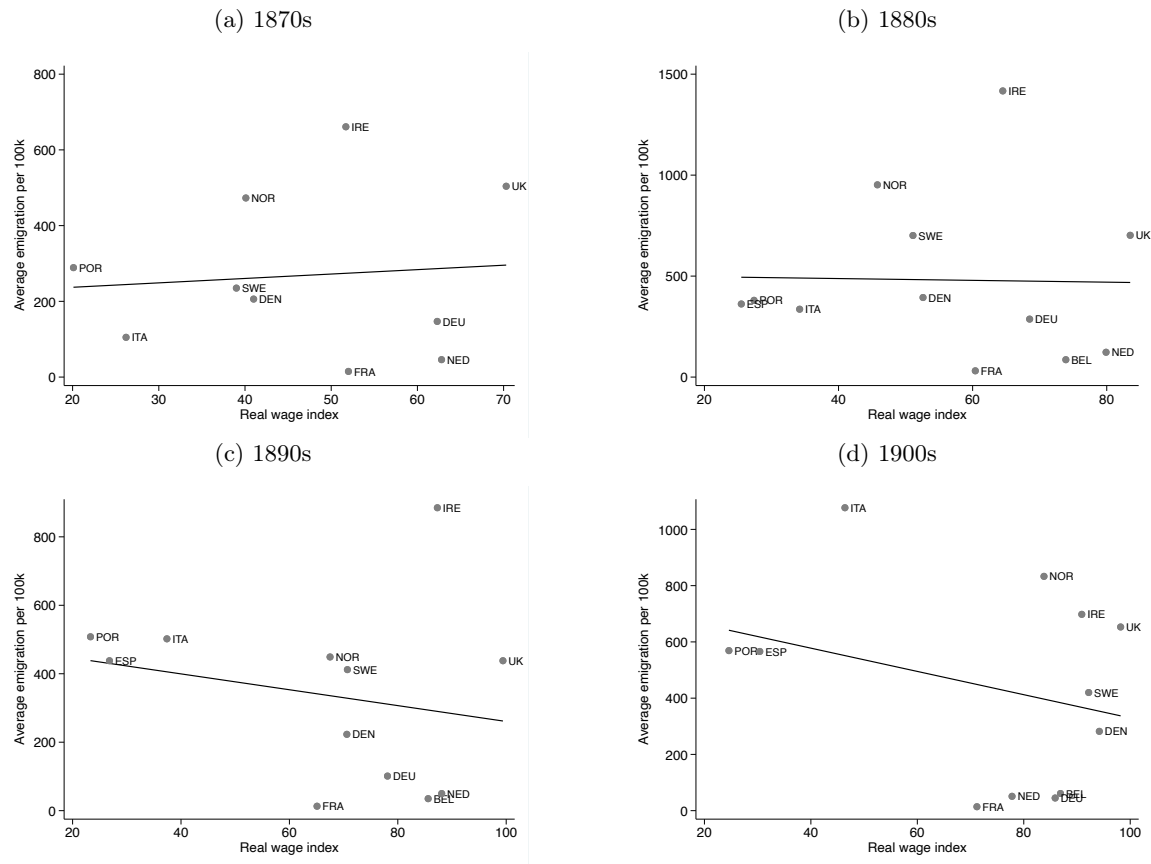 (a) 1870s
Average emigration per 100k
800
600
400
200
0
IRE
UK
NOR
POR
SWE
DEN
DEU
ITA
NED
FRA
20 30 40 50 60 70
Real wage index
(b) 1880s
Average emigration per 100k
1500
1000
500
0
IRE
NOR
SWE
UK
POR
ESP
DEN
ITA
DEU
NED
BEL
FRA
20 40 60 80
Real wage index
(c) 1890s
Average emigration per 100k
800
600
400
200
0
IRE
POR
ITA
ESP
NOR
UK
SWE
DEN
DEU
NED
BEL
FRA
20 40 60 80 100
Real wage index
(d) 1900s
Average emigration per 100k
1000
800
600
400
200
0
ITA
NOR
IRE
UK
POR
ESP
SWE
DEN
NED
BEL
DEU
FRA
20 40 60 80 100
Real wage index